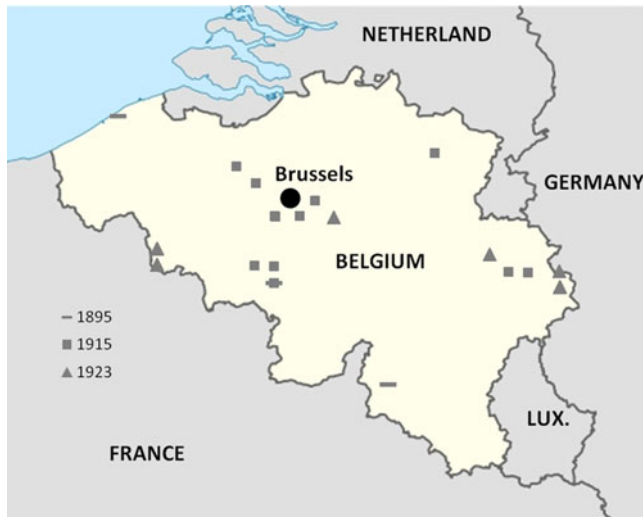 NETHERLAND
Brussels
GERMANY
BELGIUM
1895
1915
1923
LUX.
FRANCE